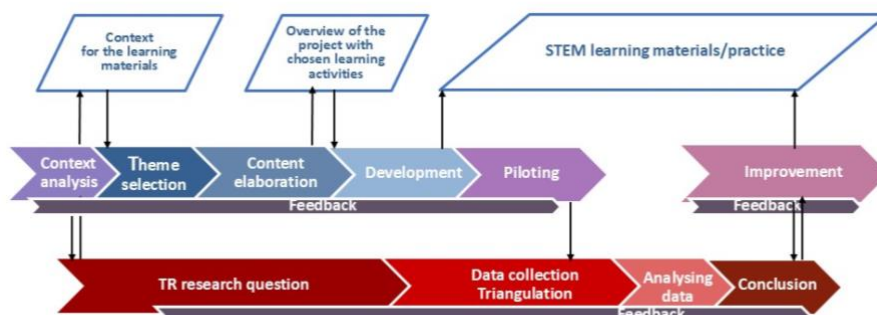 Context
for the learning
materials
Overview of the
project with
chosen learning
activities
STEM learning materials/practice
Context
analysis
Theme
selection
Content
elaboration
Development
Piloting
Improvement
Feedback
Feedback
TR research question
Data collection
Triangulation
Analysing
data
Conclusion
Feedback